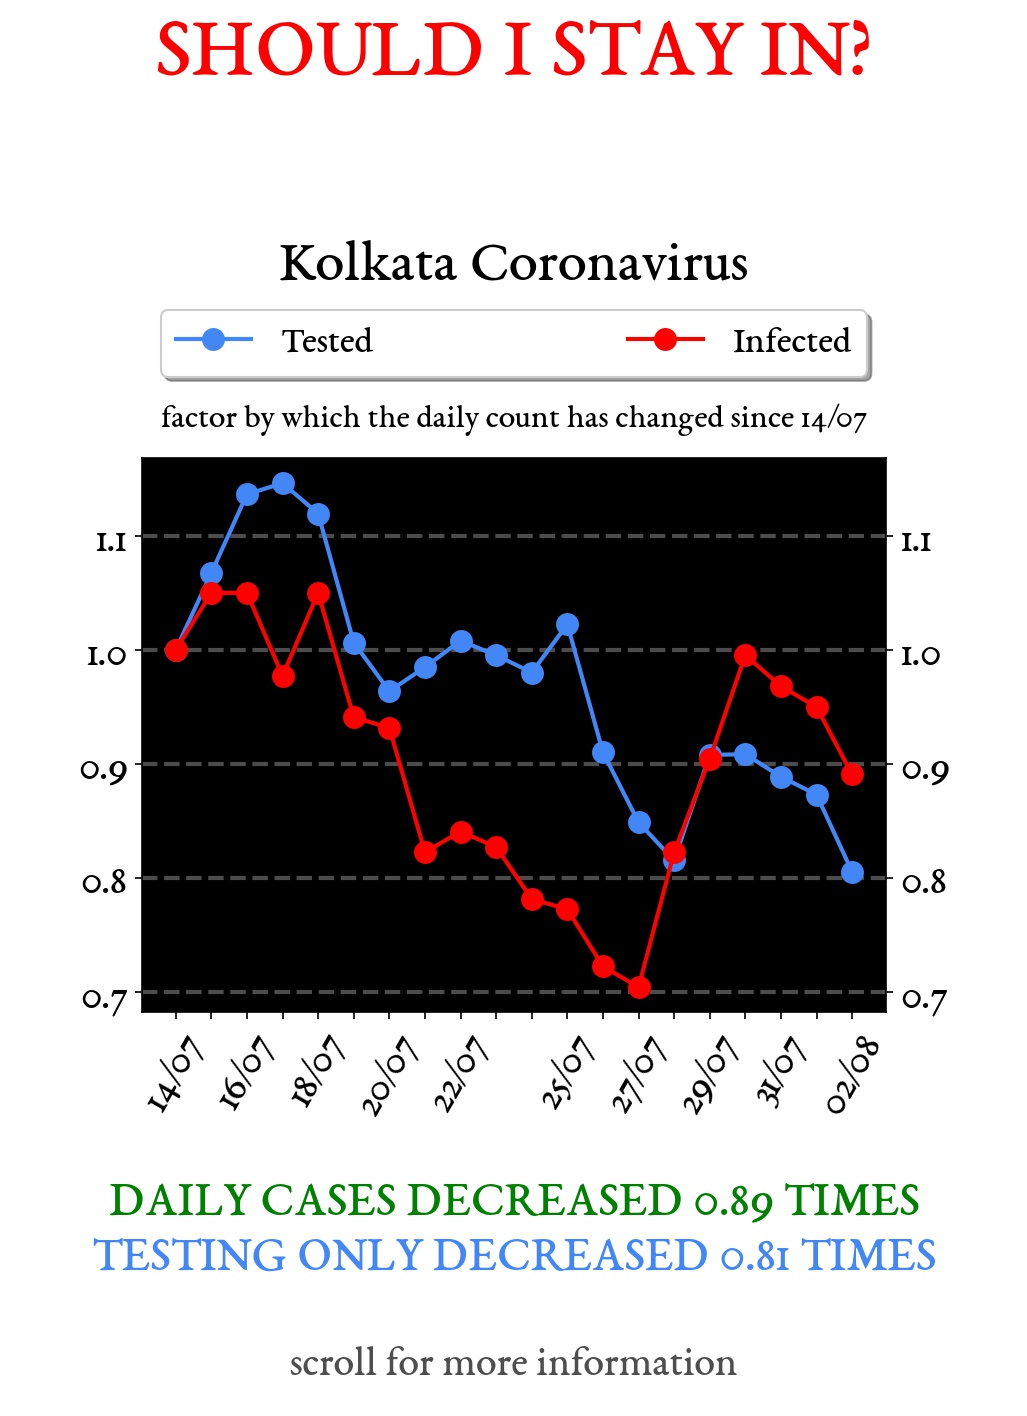 SHOULD I STAY IN?
Kolkata Coronavirus
Tested Infected
factor by which the daily count has changed since 14/07
1.1 1.1
1.0 1.0
0.9 0.9
0.8 0.8
0.7 0.7
14/07 16/07 18/07 20/07 22/07 25/07 27/07 29/07 31/07 02/08
DAILY CASES DECREASED 0.89 TIMES
TESTING ONLY DECREASED 0.81 TIMES
scroll for more information